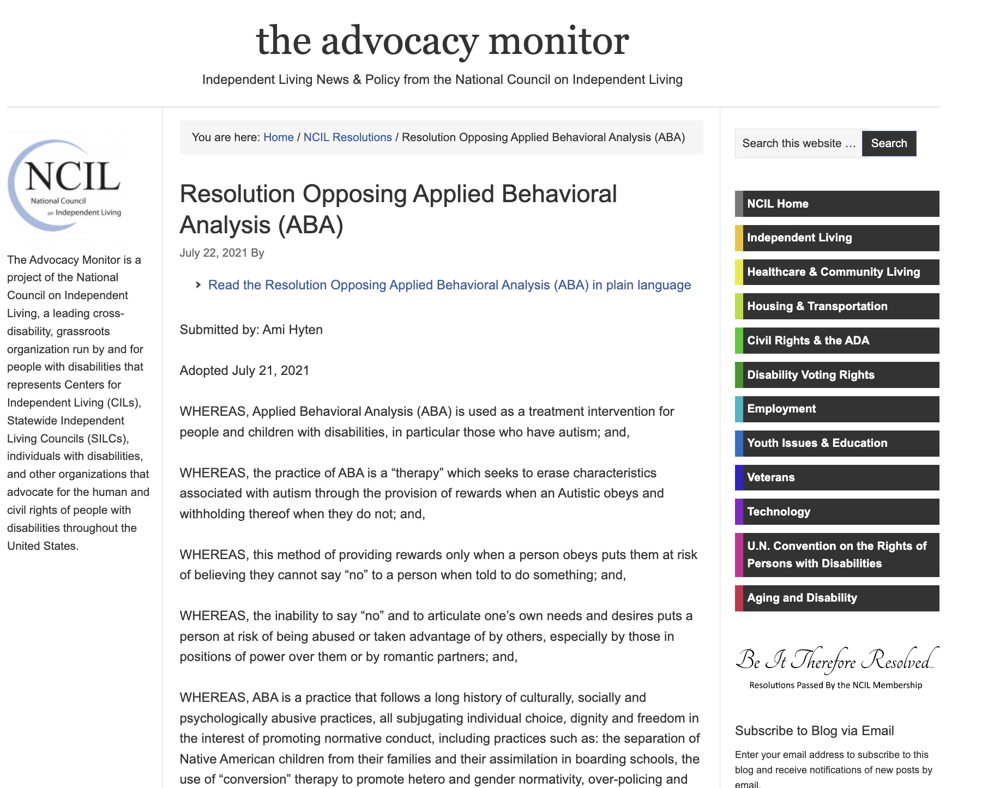 the advocacy monitor
Independent Living News & Policy from the National Council on Independent Living
NCIL
National Council
on Independent Living
The Advocacy Monitor is a
project of the National
Council on Independent
Living, a leading cross-
disability, grassroots
organization run by and for
people with disabilities that
represents Centers for
Independent Living (CILs),
Statewide Independent
Living Councils (SILCs),
individuals with disabilities,
and other organizations that
advocate for the human and
civil rights of people with
disabilities throughout the
United States.
You are here: Home / NCIL Resolutions / Resolution Opposing Applied Behavioral Analysis (ABA)
Resolution Opposing Applied Behavioral
Analysis (ABA)
July 22, 2021 By
Read the Resolution Opposing Applied Behavioral Analysis (ABA) in plain language
Submitted by: Ami Hyten
Adopted July 21, 2021
WHEREAS, Applied Behavioral Analysis (ABA) is used as a treatment intervention for
people and children with disabilities, in particular those who have autism; and,
WHEREAS, the practice of ABA is a “therapy” which seeks to erase characteristics
associated with autism through the provision of rewards when an Autistic obeys and
withholding thereof when they do not; and,
WHEREAS, this method of providing rewards only when a person obeys puts them at risk
of believing they cannot say “no” to a person when told to do something; and,
WHEREAS, the inability to say “no” and to articulate one’s own needs and desires puts a
person at risk of being abused or taken advantage of by others, especially by those in
positions of power over them or by romantic partners; and,
WHEREAS, ABA is a practice that follows a long history of culturally, socially and
psychologically abusive practices, all subjugating individual choice, dignity and freedom in
the interest of promoting normative conduct, including practices such as: the separation of
Native American children from their families and their assimilation in boarding schools, the
use of “conversion” therapy to promote hetero and gender normativity, over-policing and
Search this website …
Search
NCIL Home
Independent Living
Healthcare & Community Living
Housing & Transportation
Civil Rights & the ADA
Disability Voting Rights
Employment
Youth Issues & Education
Veterans
Technology
U.N. Convention on the Rights of
Persons with Disabilities
Aging and Disability
Be It Therefore Resolved...
Resolutions Passed By the NCIL Membership
Subscribe to Blog via Email
Enter your email address to subscribe to this
blog and receive notifications of new posts by
email.